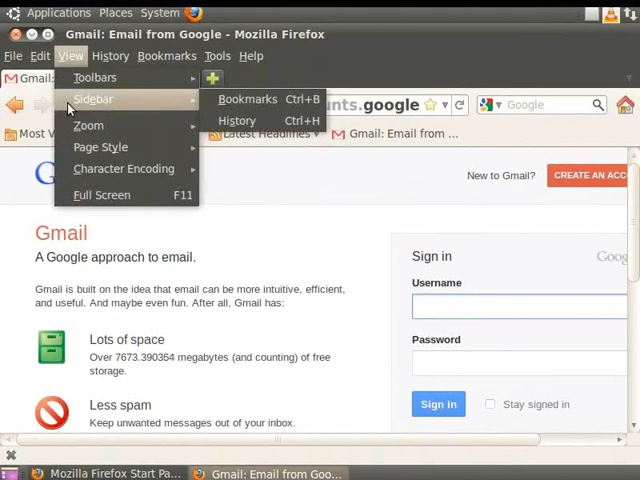 Applications Places System
Gmail: Email from Google - Mozilla Firefox
File Edit View History Bookmarks Tools Help
Gmail:
Toolbars
Sidebar
Bookmarks Ctrl+B
History Ctrl+H
unts.google
Google
Zoom
Page Style
Character Encoding
Full Screen F11
Most V
Latest Headlines
Gmail: Email from ...
G
New to Gmail?
CREATE AN ACCO
Gmail
A Google approach to email.
Gmail is built on the idea that email can be more intuitive, efficient,
and useful. And maybe even fun. After all, Gmail has:
Lots of space
Over 7673.390364 megabytes (and counting) of free
storage.
Less spam
Keep unwanted messages out of your inbox.
Sign in
Goog
Username
Password
Sign in
Stay signed in
Mozilla Firefox Start Pa...
Gmail: Email from Goo...